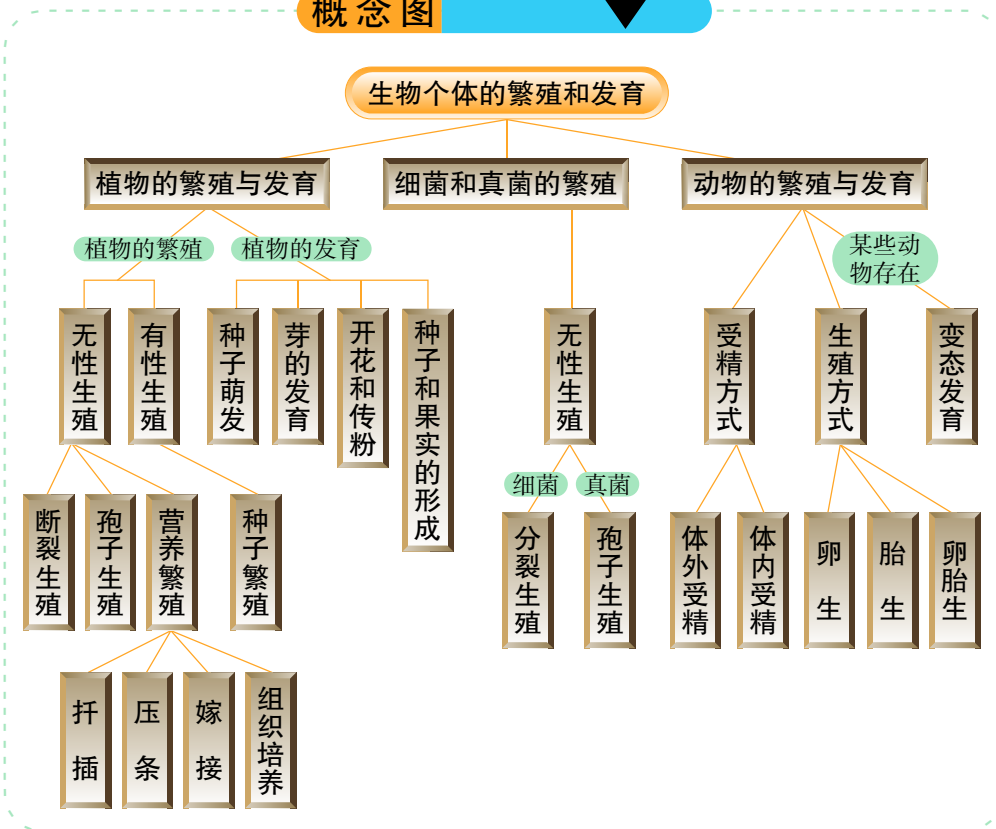 概念图
生物个体的繁殖和发育
植物的繁殖与发育
细菌和真菌的繁殖
动物的繁殖与发育
植物的繁殖
植物的发育
某些动
物存在
无性生殖
有性生殖
种子萌发
芽的发育
开花和传粉
种子和果实的形成
无性生殖
受精方式
生殖方式
变态发育
细菌
真菌
断裂生殖
孢子生殖
营养繁殖
种子繁殖
分裂生殖
孢子生殖
体外受精
体内受精
卵生
胎生
卵胎生
扦插
压条
嫁接
组织培养